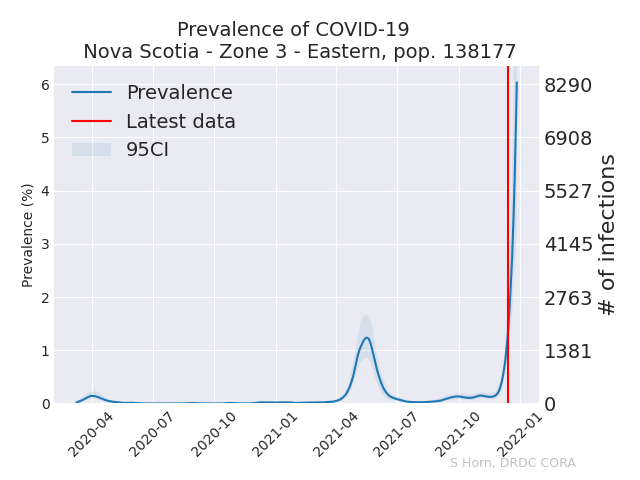 Prevalence of COVID-19
Nova Scotia - Zone 3 - Eastern, pop. 138177
Prevalence
Latest data
95CI
Prevalence (%)
6
5
4
3
2
1
0
8290
6908
5527
4145
2763
1381
0
# of infections
2020-04
2020-07
2020-10
2021-01
2021-04
2021-07
2021-10
2022-01
S Horn, DRDC CORA